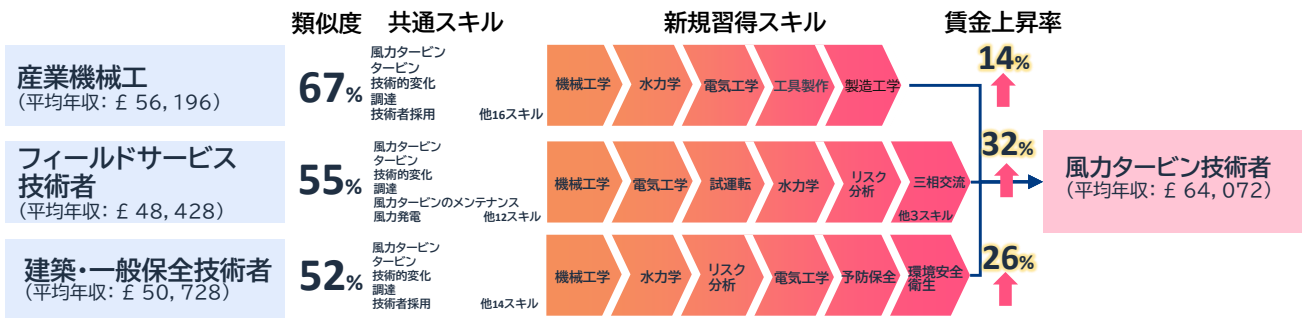 類似度 共通スキル 新規習得スキル 賃金上昇率
産業機械工
(平均年収: £ 56,196)
67%
風力タービン
タービン
技術的変化
調達
技術者採用 他16スキル
機械工学 水力学 電気工学 工具製作 製造工学
14%
フィールドサービス
技術者
(平均年収: £ 48,428)
55%
風力タービン
タービン
技術的変化
調達
風力タービンのメンテナンス
風力発電 他12スキル
機械工学 電気工学 試運転 水力学 リスク
分析 三相交流
他3スキル
32%
風力タービン技術者
(平均年収: £ 64,072)
建築・一般保全技術者
(平均年収: £ 50,728)
52%
風力タービン
タービン
技術的変化
調達
技術者採用 他14スキル
機械工学 水力学 リスク
分析 電気工学 予防保全 環境安全
衛生
26%